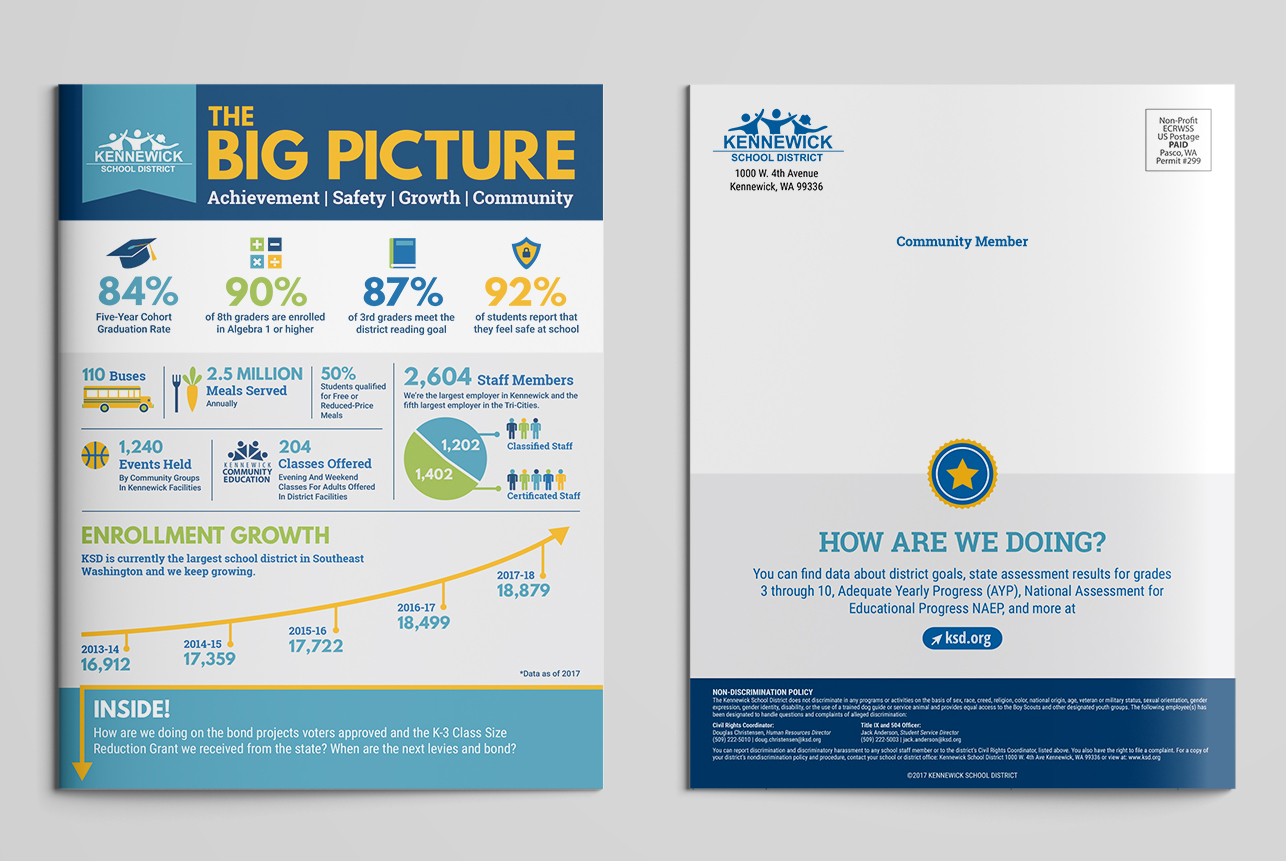 KENNEWICK
SCHOOL DISTRICT
THE
BIG PICTURE
Achievement | Safety | Growth | Community
84%
Five-Year Cohort
Graduation Rate
90%
of 8th graders are enrolled
in Algebra 1 or higher
87%
of 3rd graders meet the
district reading goal
92%
of students report that
they feel safe at school
110 Buses
2.5 MILLION
Meals Served
Annually
50%
Students qualified
for Free or
Reduced-Price
Meals
2,604 Staff Members
We're the largest employer in Kennewick and the
fifth largest employer in the Tri-Cities.
1,202
Classified Staff
1,402
Certificated Staff
1,240
Events Held
By Community Groups
In Kennewick Facilities
KENNEWICK
COMMUNITY
EDUCATION
204
Classes Offered
Evening And Weekend
Classes For Adults Offered
In District Facilities
ENROLLMENT GROWTH
KSD is currently the largest school district in Southeast
Washington and we keep growing.
2013-14
16,912
2014-15
17,359
2015-16
17,722
2016-17
18,499
2017-18
18,879
*Data as of 2017
INSIDE!
How are we doing on the bond projects voters approved and the K-3 Class Size
Reduction Grant we received from the state? When are the next levies and bond?
KENNEWICK
SCHOOL DISTRICT
1000 W. 4th Avenue
Kennewick, WA 99336
Non-Profit
ECRWSS
US Postage
PAID
Pasco, WA
Permit #299
Community Member
HOW ARE WE DOING?
You can find data about district goals, state assessment results for grades
3 through 10, Adequate Yearly Progress (AYP), National Assessment for
Educational Progress NAEP, and more at
ksd.org
NON-DISCRIMINATION POLICY
The Kennewick School District does not discriminate in any programs or activities on the basis of sex, race, creed, religion, color, national origin, age, veteran or military status, sexual orientation, gender
expression, gender identity, disability, or the use of a trained dog guide or service animal and provides equal access to the Boy Scouts and other designated youth groups. The following employee(s) has
been designated to handle questions and complaints of alleged discrimination:
Civil Rights Coordinator:
Douglas Christensen, Human Resources Director
(509) 222-5010 | doug.christensen@ksd.org
Title IX and 504 Officer:
Jack Anderson, Student Service Director
(509) 222-5003 | jack.anderson@ksd.org
You can report discrimination and discriminatory harassment to any school staff member or to the district's Civil Rights Coordinator, listed above. You also have the right to file a complaint. For a copy of
your district's nondiscrimination policy and procedure, contact your school or district office: Kennewick School District 1000 W. 4th Ave Kennewick, WA 99336 or view at: www.ksd.org
©2017 KENNEWICK SCHOOL DISTRICT